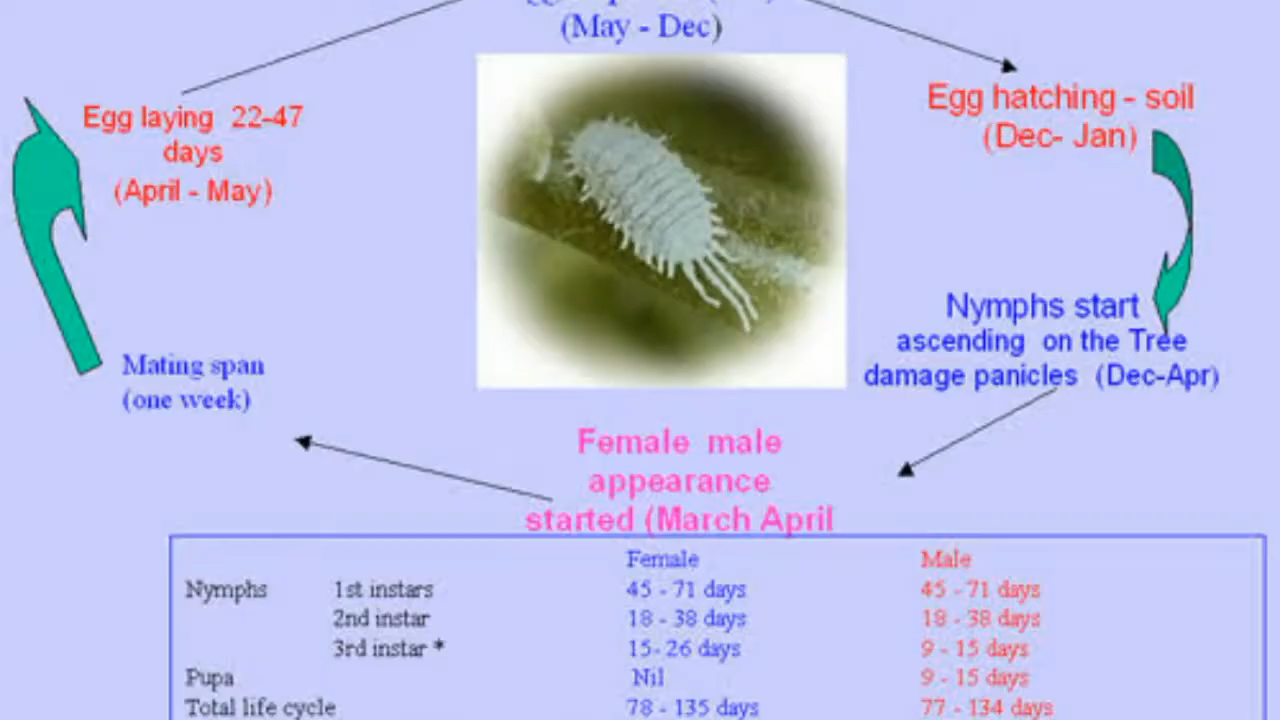 (May - Dec)
Egg laying 22-47
days
(April - May)
Egg hatching - soil
(Dec- Jan)
Nymphs start
ascending on the Tree
damage panicles (Dec-Apr)
Mating span
(one week)
Female male
appearance
started (March April
Female Male
Nymphs 1st instars 45 - 71 days 45 - 71 days
2nd instar 18 - 38 days 18 - 38 days
3rd instar * 15- 26 days 9 - 15 days
Pupa Nil 9 - 15 days
Total life cycle 78 - 135 days 77 - 134 days